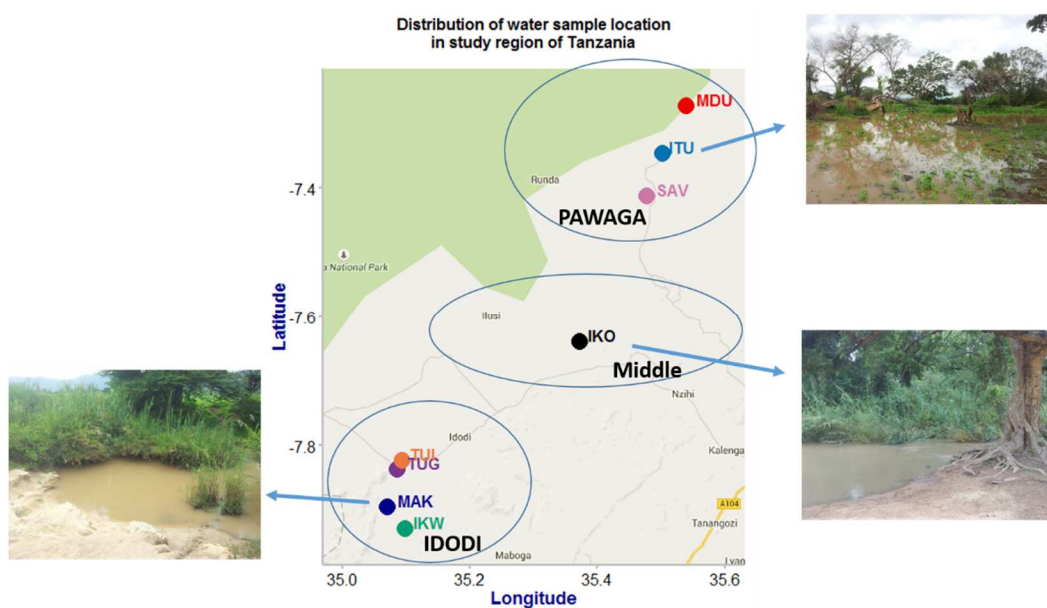 Distribution of water sample location
in study region of Tanzania
MDU
ITU
Runda
SAV
PAWAGA
-7.4
a National Park
Ilusi
-7.6
IKO
Middle
Nzihi
Idodi
-7.8
TUL
TUG
Kalenga
MAK
A104
IKW
IDODI
Tanangozi
Maboga
35.0
35.2
35.4
35.6
Latitude
Longitude